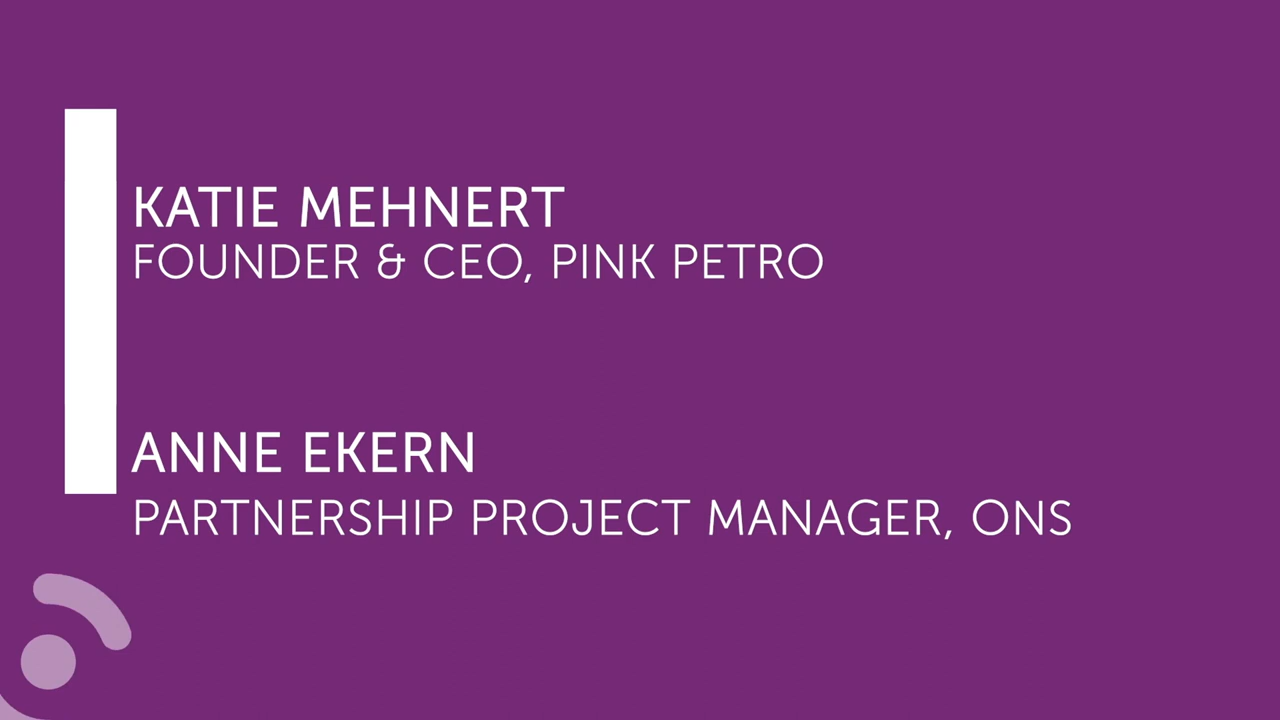 KATIE MEHNERT
FOUNDER & CEO, PINK PETRO
ANNE EKERN
PARTNERSHIP PROJECT MANAGER, ONS